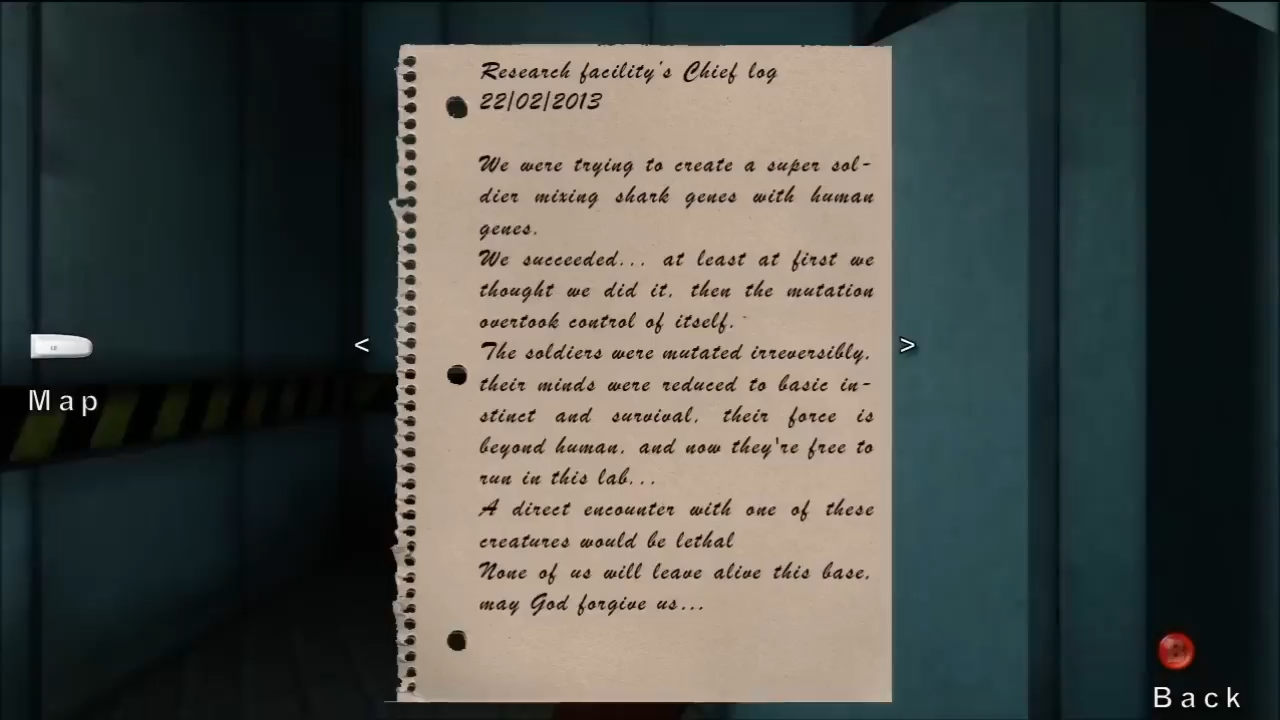 Research facility's Chief log
22/02/2013
We were trying to create a super sol-
dier mixing shark genes with human
genes.
We succeeded... at least at first we
thought we did it, then the mutation
overtook control of itself.
The soldiers were mutated irreversibly,
their minds were reduced to basic in-
stinct and survival, their force is
beyond human, and now they're free to
run in this lab...
A direct encounter with one of these
creatures would be lethal
None of us will leave alive this base,
may God forgive us...
<
>
Map
B
Back